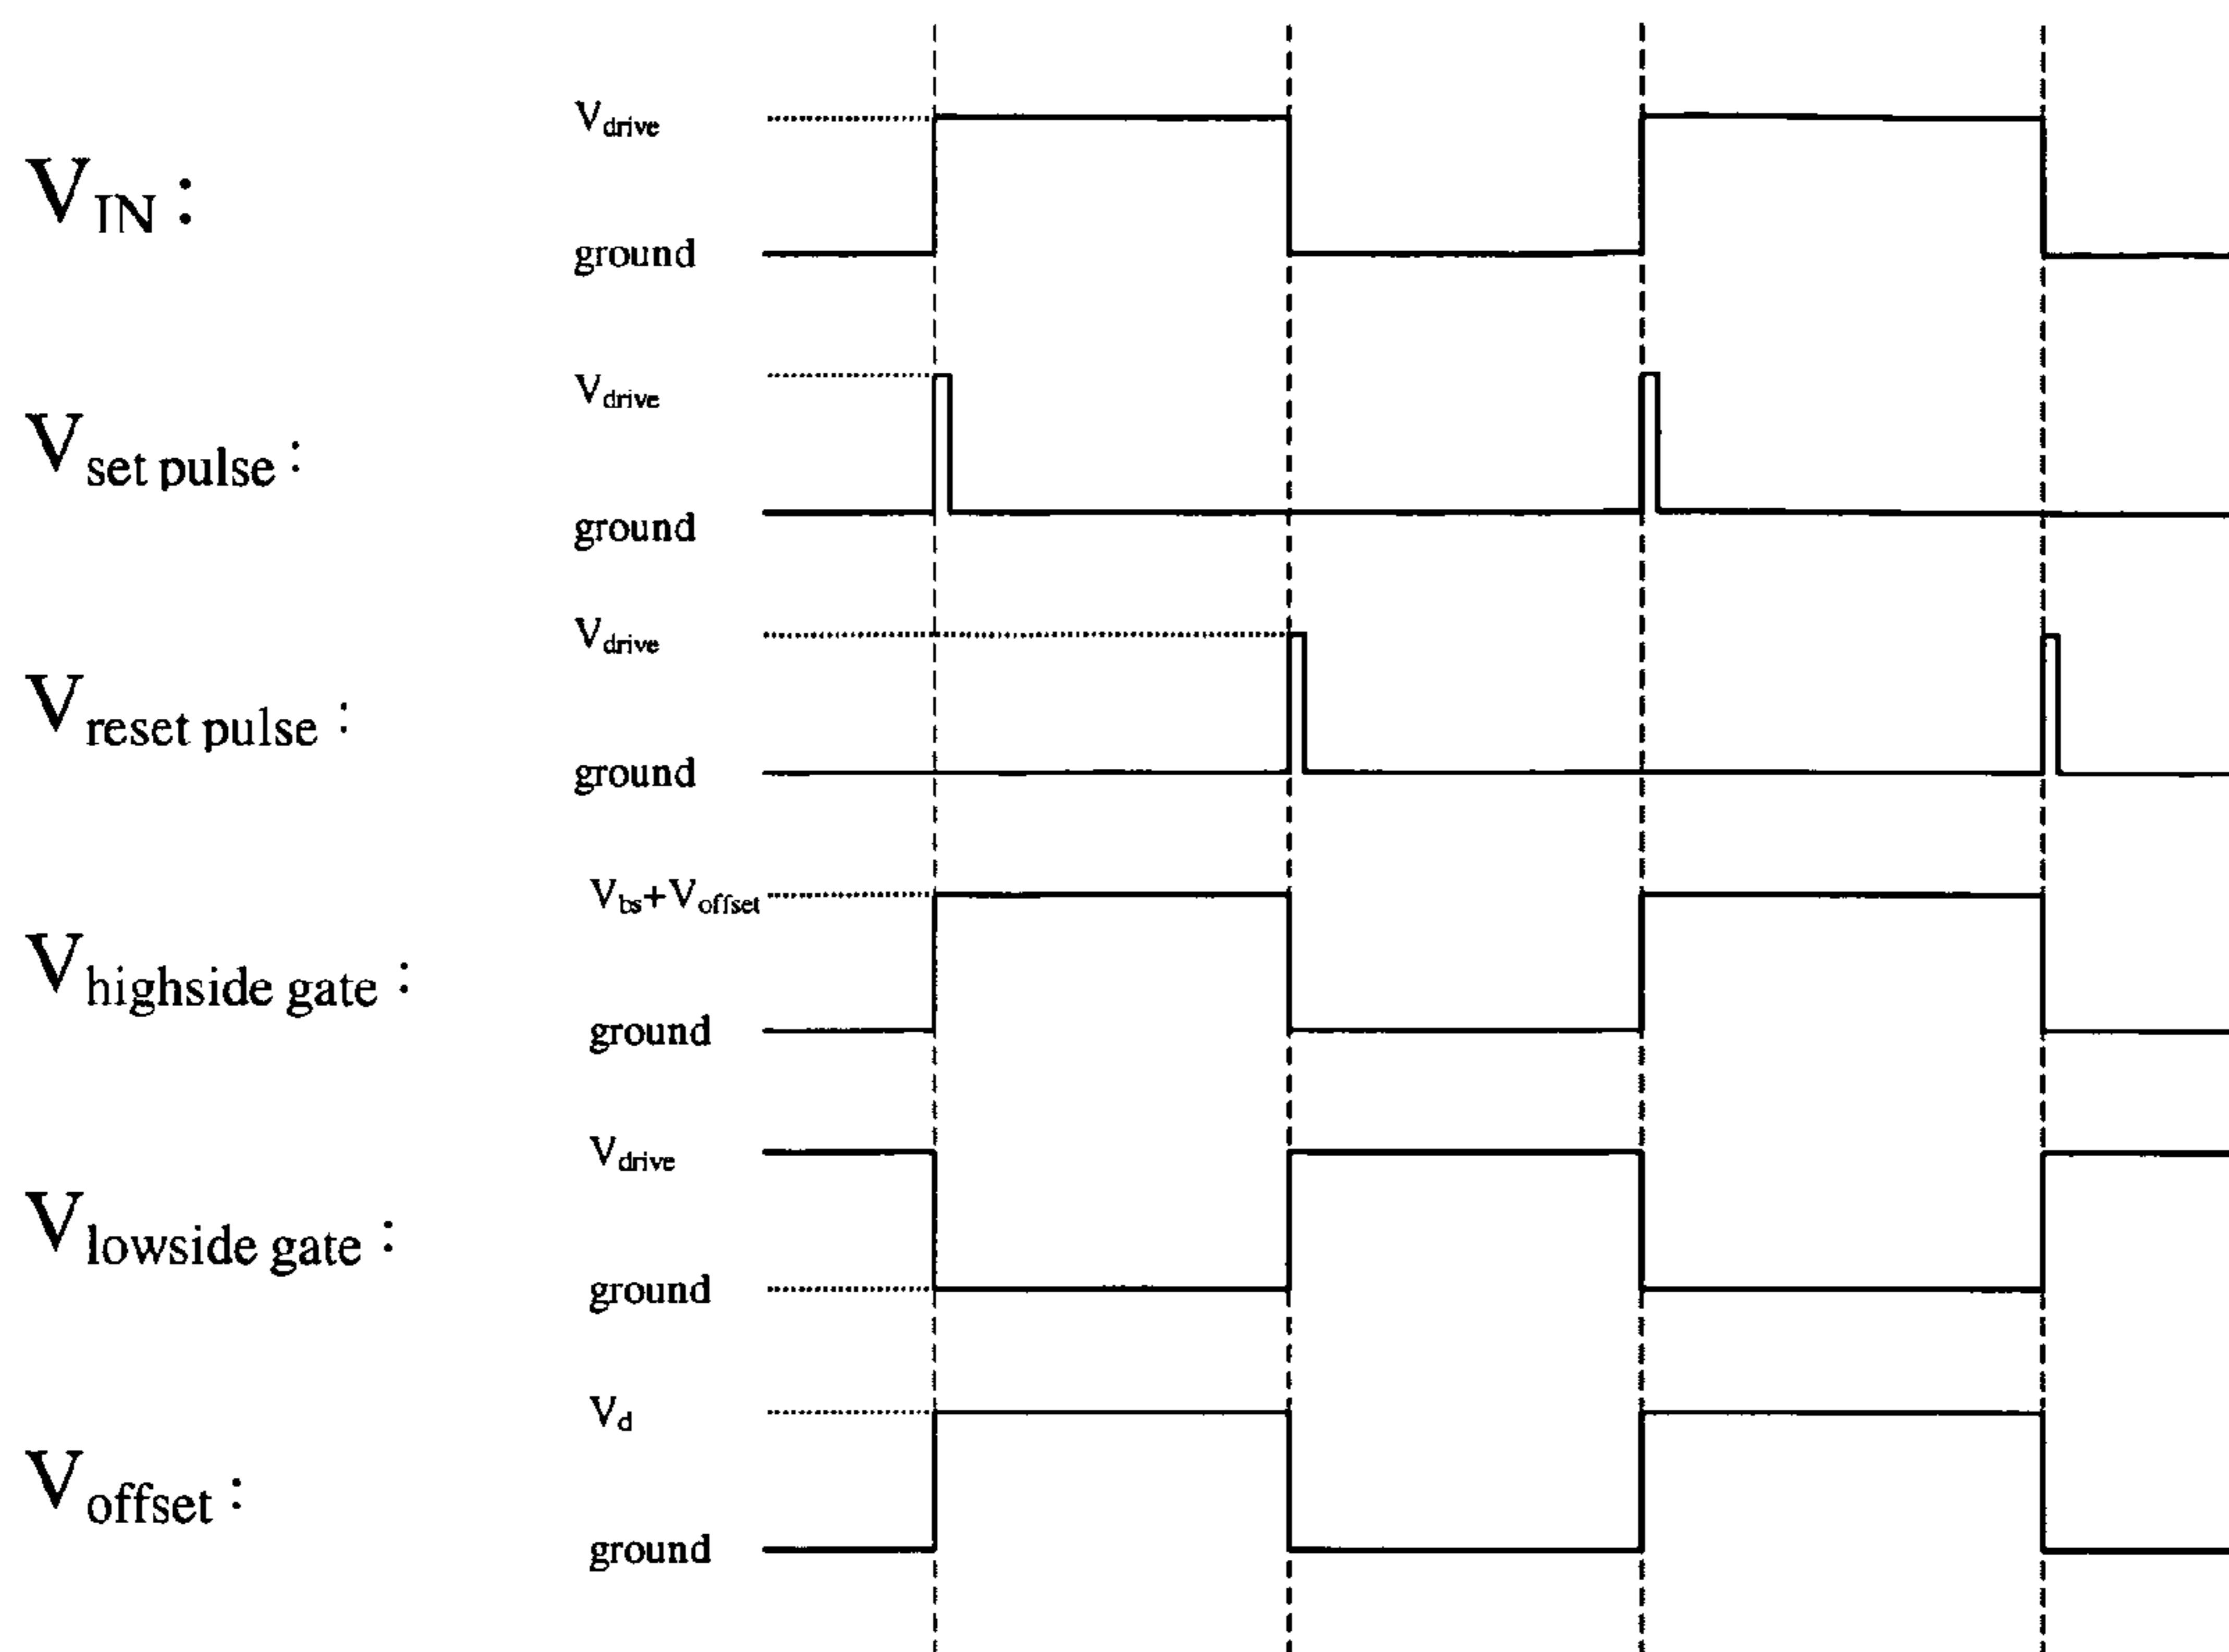 V_drive
V_IN :
ground
V_drive
V_set pulse :
ground
V_drive
V_reset pulse :
ground
V_bs+V_offset
V_highside gate :
ground
V_drive
V_lowside gate :
ground
V_d
V_offset :
ground